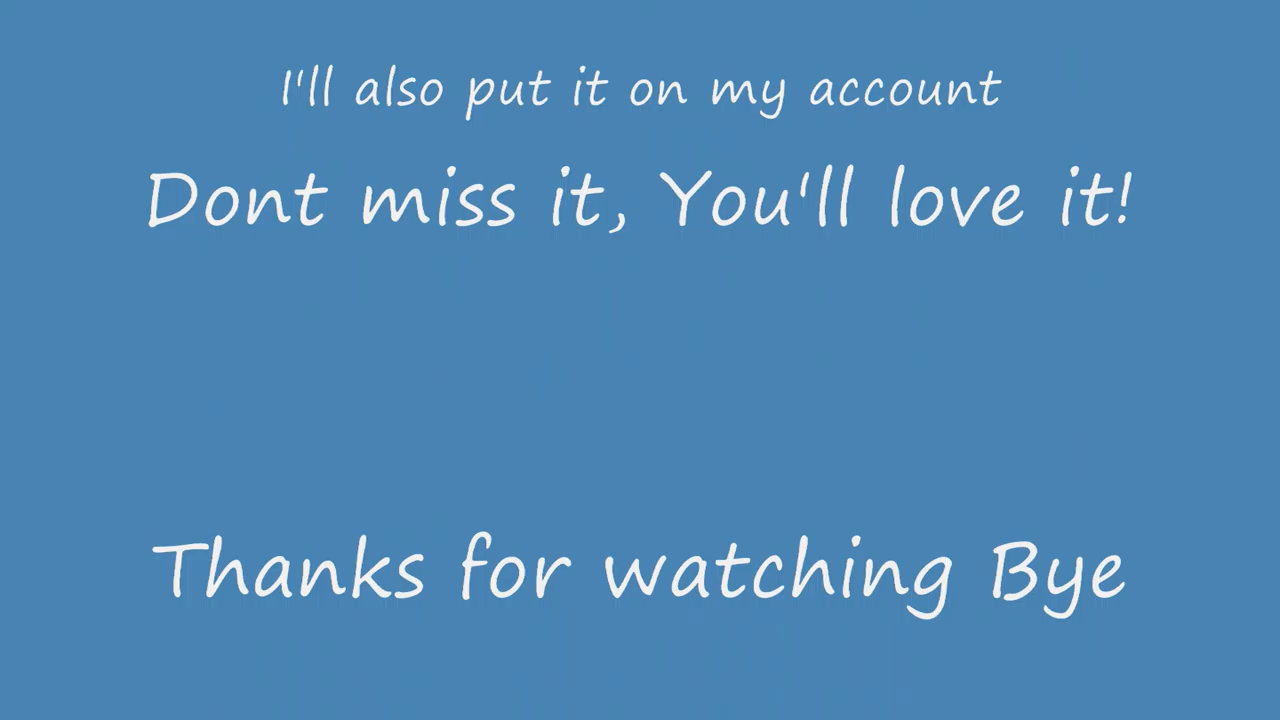 I'll also put it on my account
Dont miss it, You'll love it!
Thanks for watching Bye